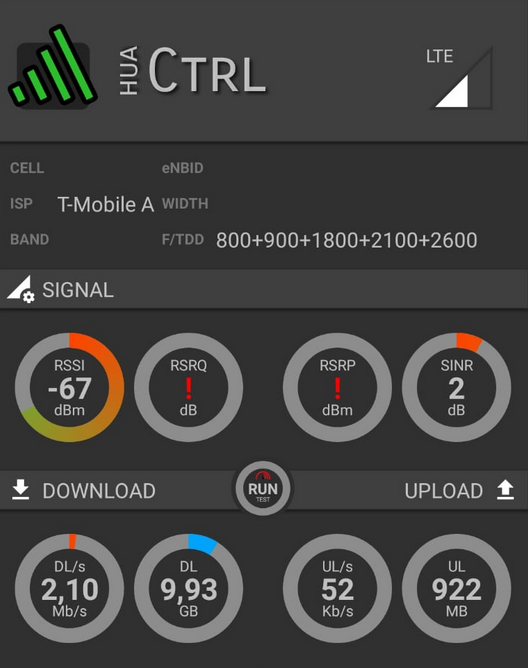 HUA CTRL
LTE
CELL eNBID
ISP T-Mobile A WIDTH
BAND F/TDD 800+900+1800+2100+2600
SIGNAL
RSSI
-67
dBm
RSRQ
!
dB
RSRP
!
dBm
SINR
2
dB
DOWNLOAD
RUN
TEST
UPLOAD
DL/s
2,10
Mb/s
DL
9,93
GB
UL/s
52
Kb/s
UL
922
MB